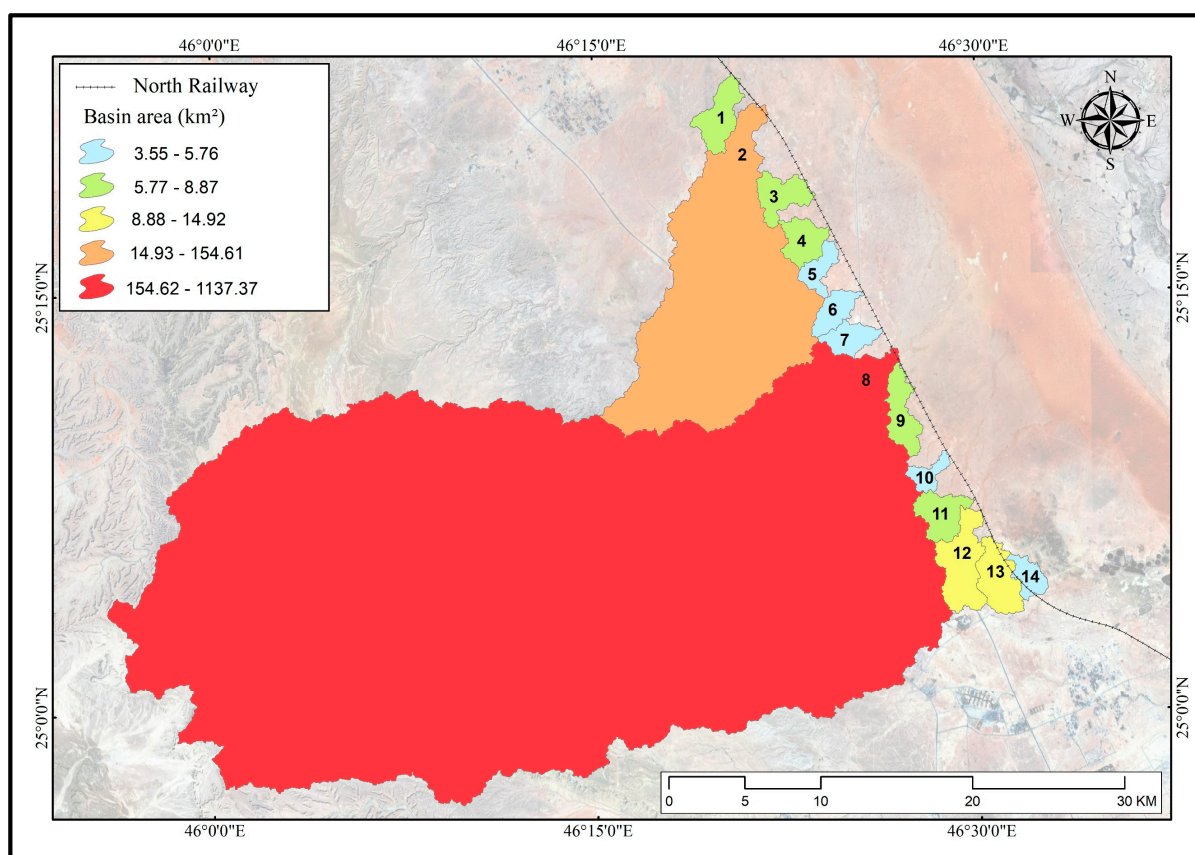 46°0'0"E
46°15'0"E
46°30'0"E
North Railway
Basin area (km²)
3.55 - 5.76
5.77 - 8.87
8.88 - 14.92
14.93 - 154.61
154.62 - 1137.37
N
W
E
S
1
2
3
4
5
6
7
8
9
10
11
12
13
14
25°15'0"N
25°15'0"N
25°0'0"N
25°0'0"N
0 5 10 20 30 KM
46°0'0"E
46°15'0"E
46°30'0"E